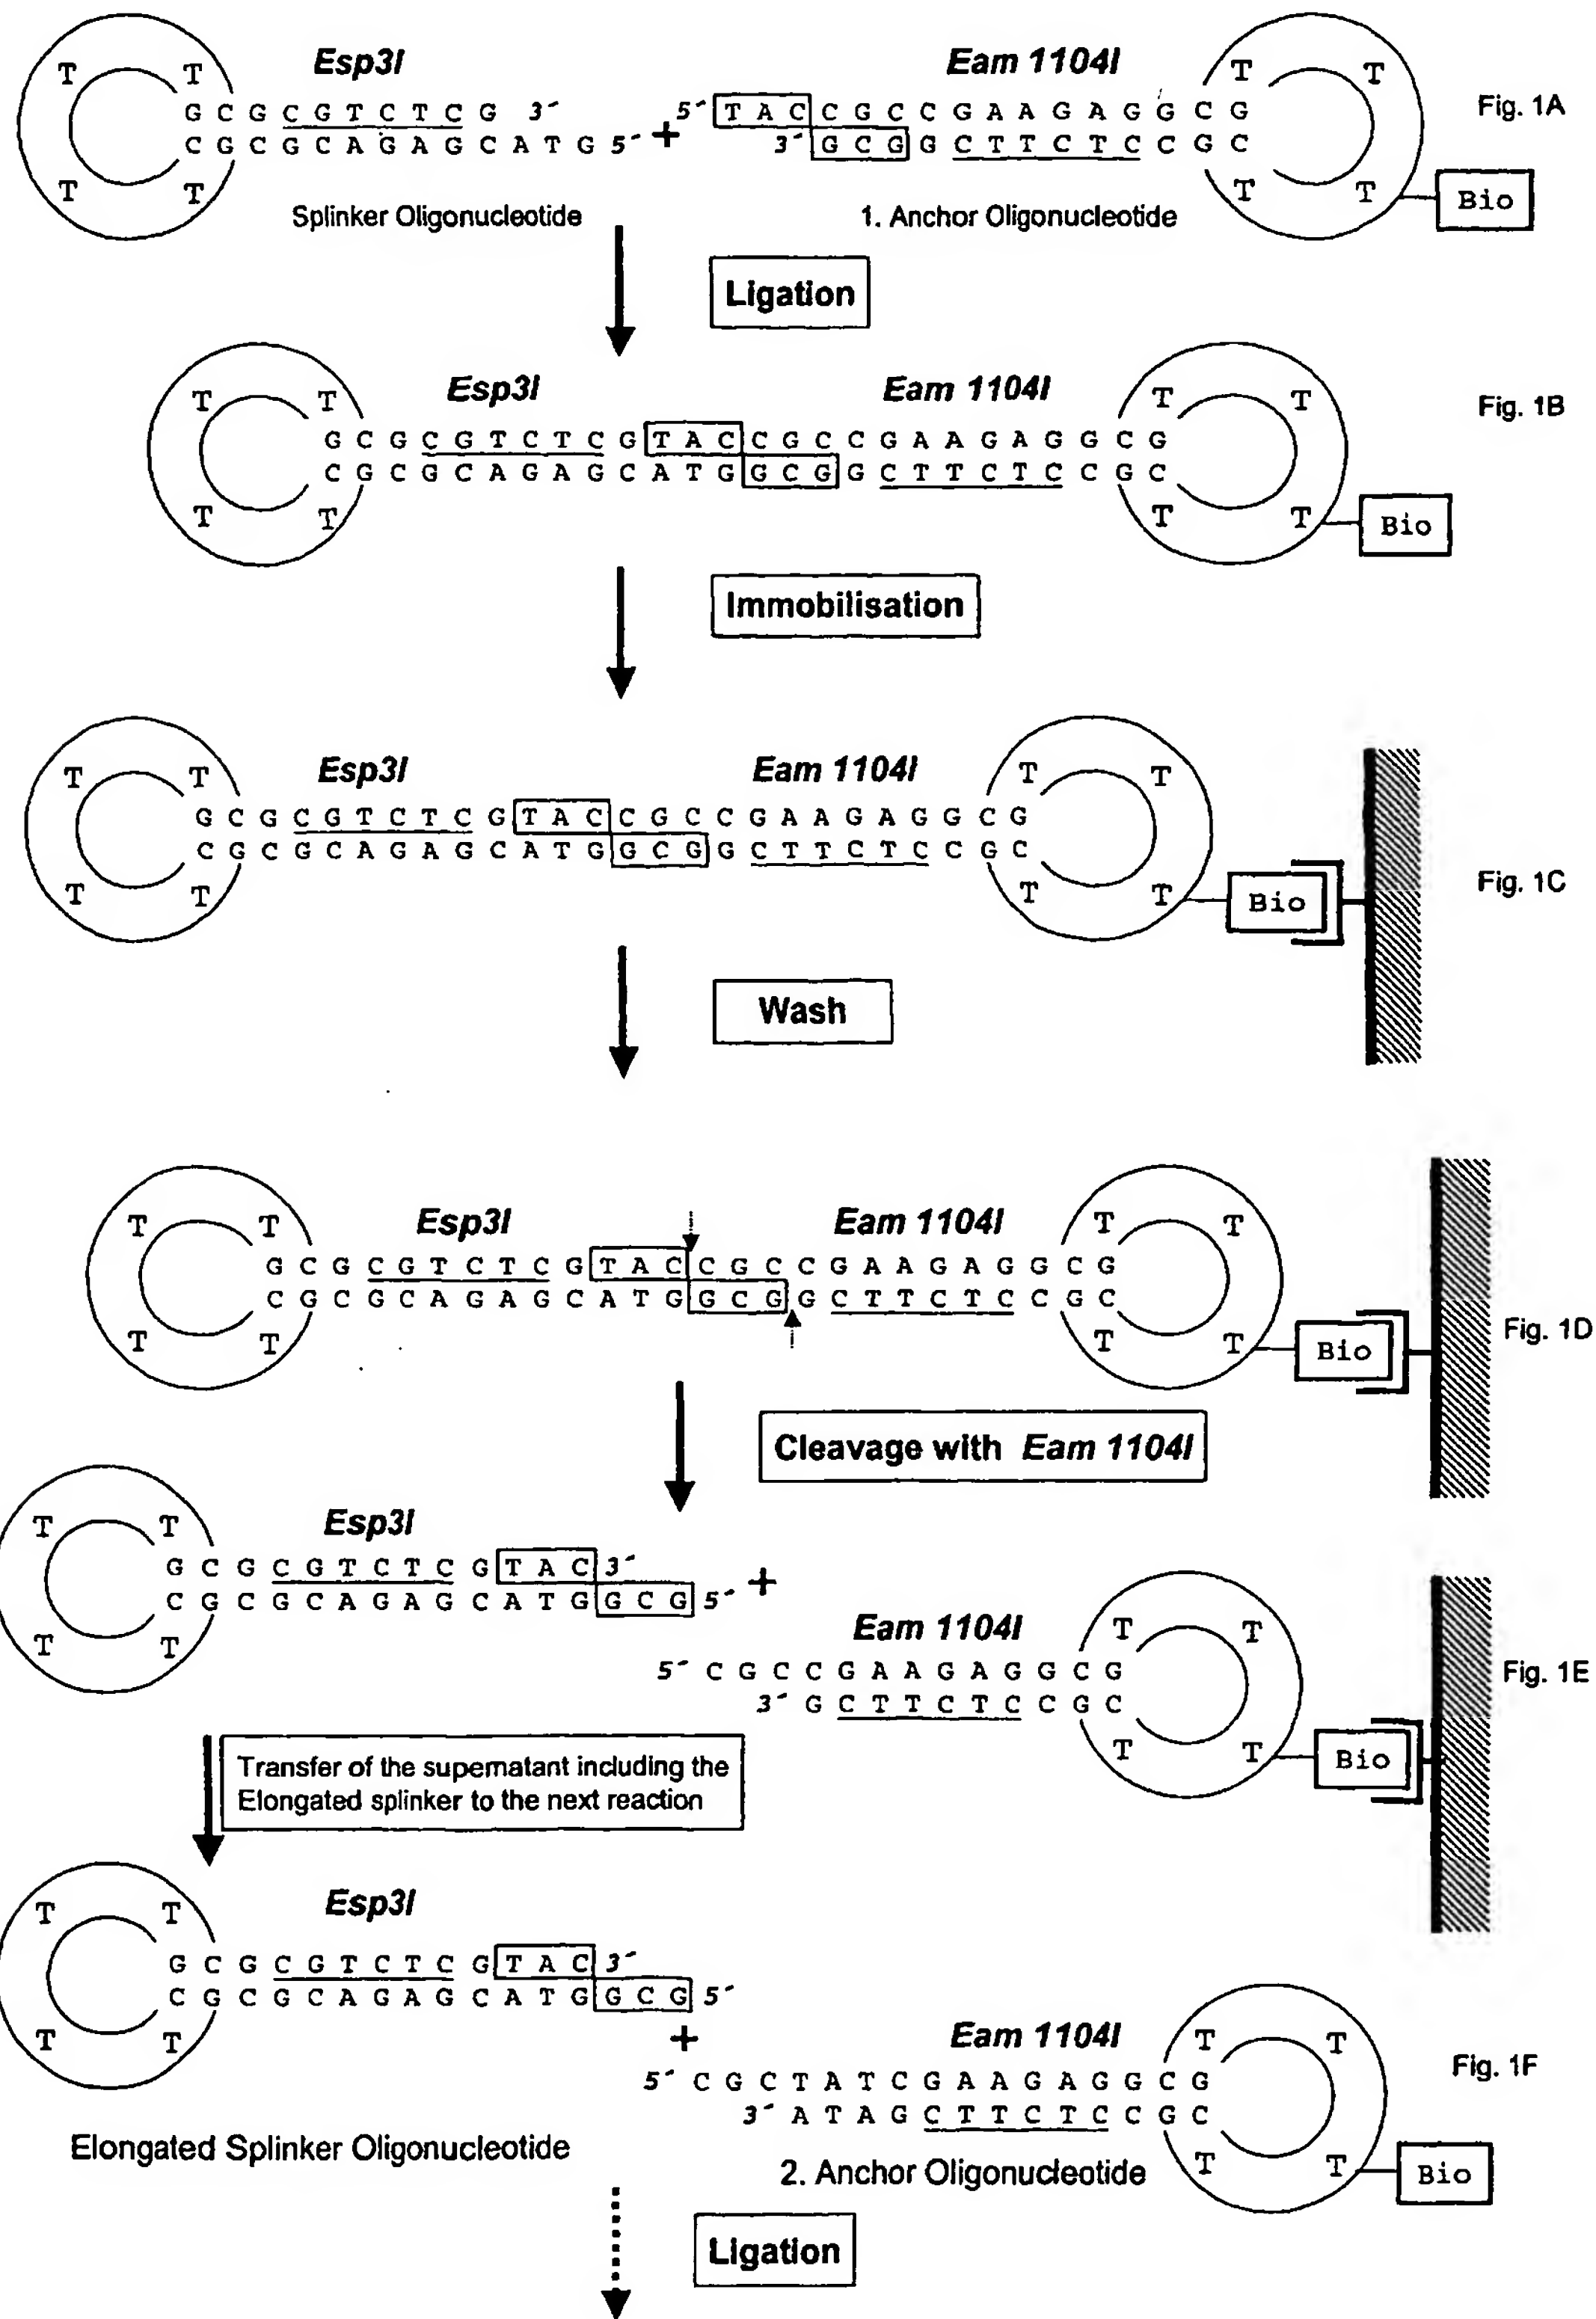 T T Esp3I Eam 1104I T T
G C G C G T C T C G 3´ 5´ T A C C G C C G A A G A G G C G Fig. 1A
C G C G C A G A G C A T G 5´ + 3´ G C G G C T T C T C C G C
T T T T Bio
Splinker Oligonucleotide 1. Anchor Oligonucleotide
Ligation
T T Esp3I Eam 1104I T T Fig. 1B
G C G C G T C T C G T A C C G C C G A A G A G G C G
C G C G C A G A G C A T G G C G G C T T C T C C G C
T T T T Bio
Immobilisation
T T Esp3I Eam 1104I T T
G C G C G T C T C G T A C C G C C G A A G A G G C G
C G C G C A G A G C A T G G C G G C T T C T C C G C Fig. 1C
T T T T Bio
Wash
T T Esp3I Eam 1104I T T
G C G C G T C T C G T A C C G C C G A A G A G G C G
C G C G C A G A G C A T G G C G G C T T C T C C G C Fig. 1D
T T T T Bio
Cleavage with Eam 1104I
T T Esp3I
G C G C G T C T C G T A C 3´ +
C G C G C A G A G C A T G G C G 5´
T T Eam 1104I T T
5´ C G C C G A A G A G G C G Fig. 1E
3´ G C T T C T C C G C
T T Bio
Transfer of the supernatant including the
Elongated splinker to the next reaction
T T Esp3I
G C G C G T C T C G T A C 3´
C G C G C A G A G C A T G G C G 5´
T T + Eam 1104I T T Fig. 1F
5´ C G C T A T C G A A G A G G C G
3´ A T A G C T T C T C C G C
Elongated Splinker Oligonucleotide
2. Anchor Oligonucleotide T T Bio
Ligation